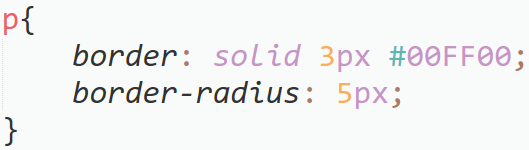 p{
    border: solid 3px #00FF00;
    border-radius: 5px;
}